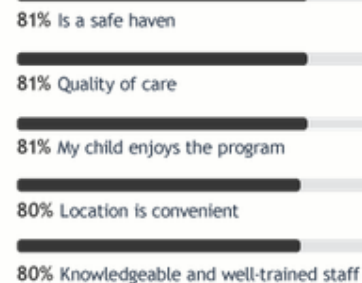 81% Is a safe haven
81% Quality of care
81% My child enjoys the program
80% Location is convenient
80% Knowledgeable and well-trained staff